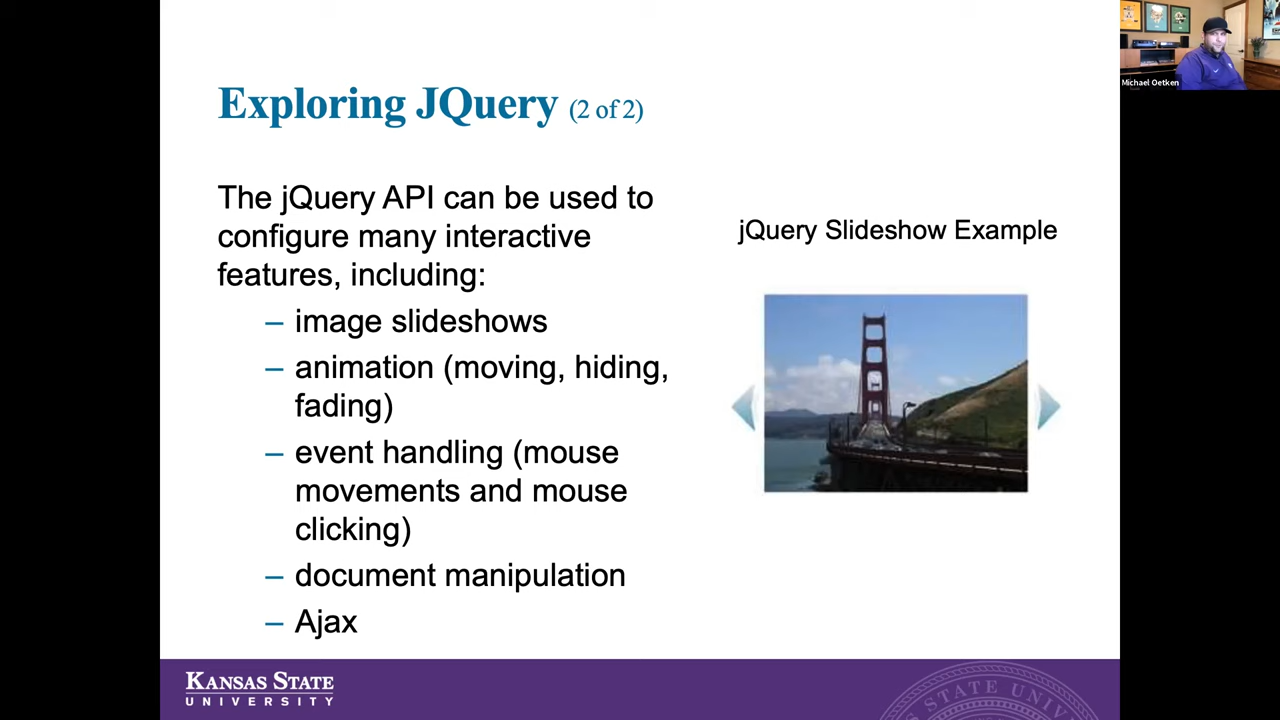 Exploring JQuery (2 of 2)
The jQuery API can be used to
configure many interactive
features, including:
– image slideshows
– animation (moving, hiding,
fading)
– event handling (mouse
movements and mouse
clicking)
– document manipulation
– Ajax
jQuery Slideshow Example
Michael Oetken
KANSAS STATE
UNIVERSITY
STATE UNIV